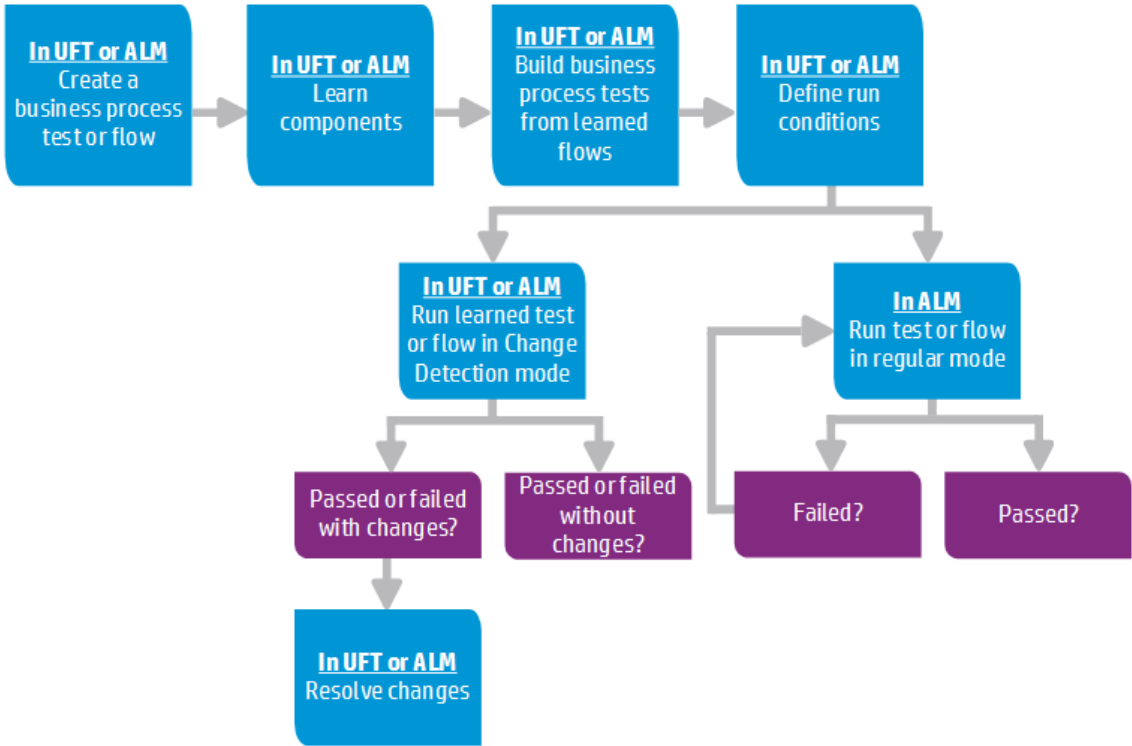 In UFT or ALM
Create a
business process
test or flow
In UFT or ALM
Learn
components
In UFT or ALM
Build business
process tests
from learned
flows
In UFT or ALM
Define run
conditions
In UFT or ALM
Run learned test
or flow in Change
Detection mode
In ALM
Run test or flow
in regular mode
Passed or failed
with changes?
Passed or failed
without
changes?
Failed?
Passed?
In UFT or ALM
Resolve changes